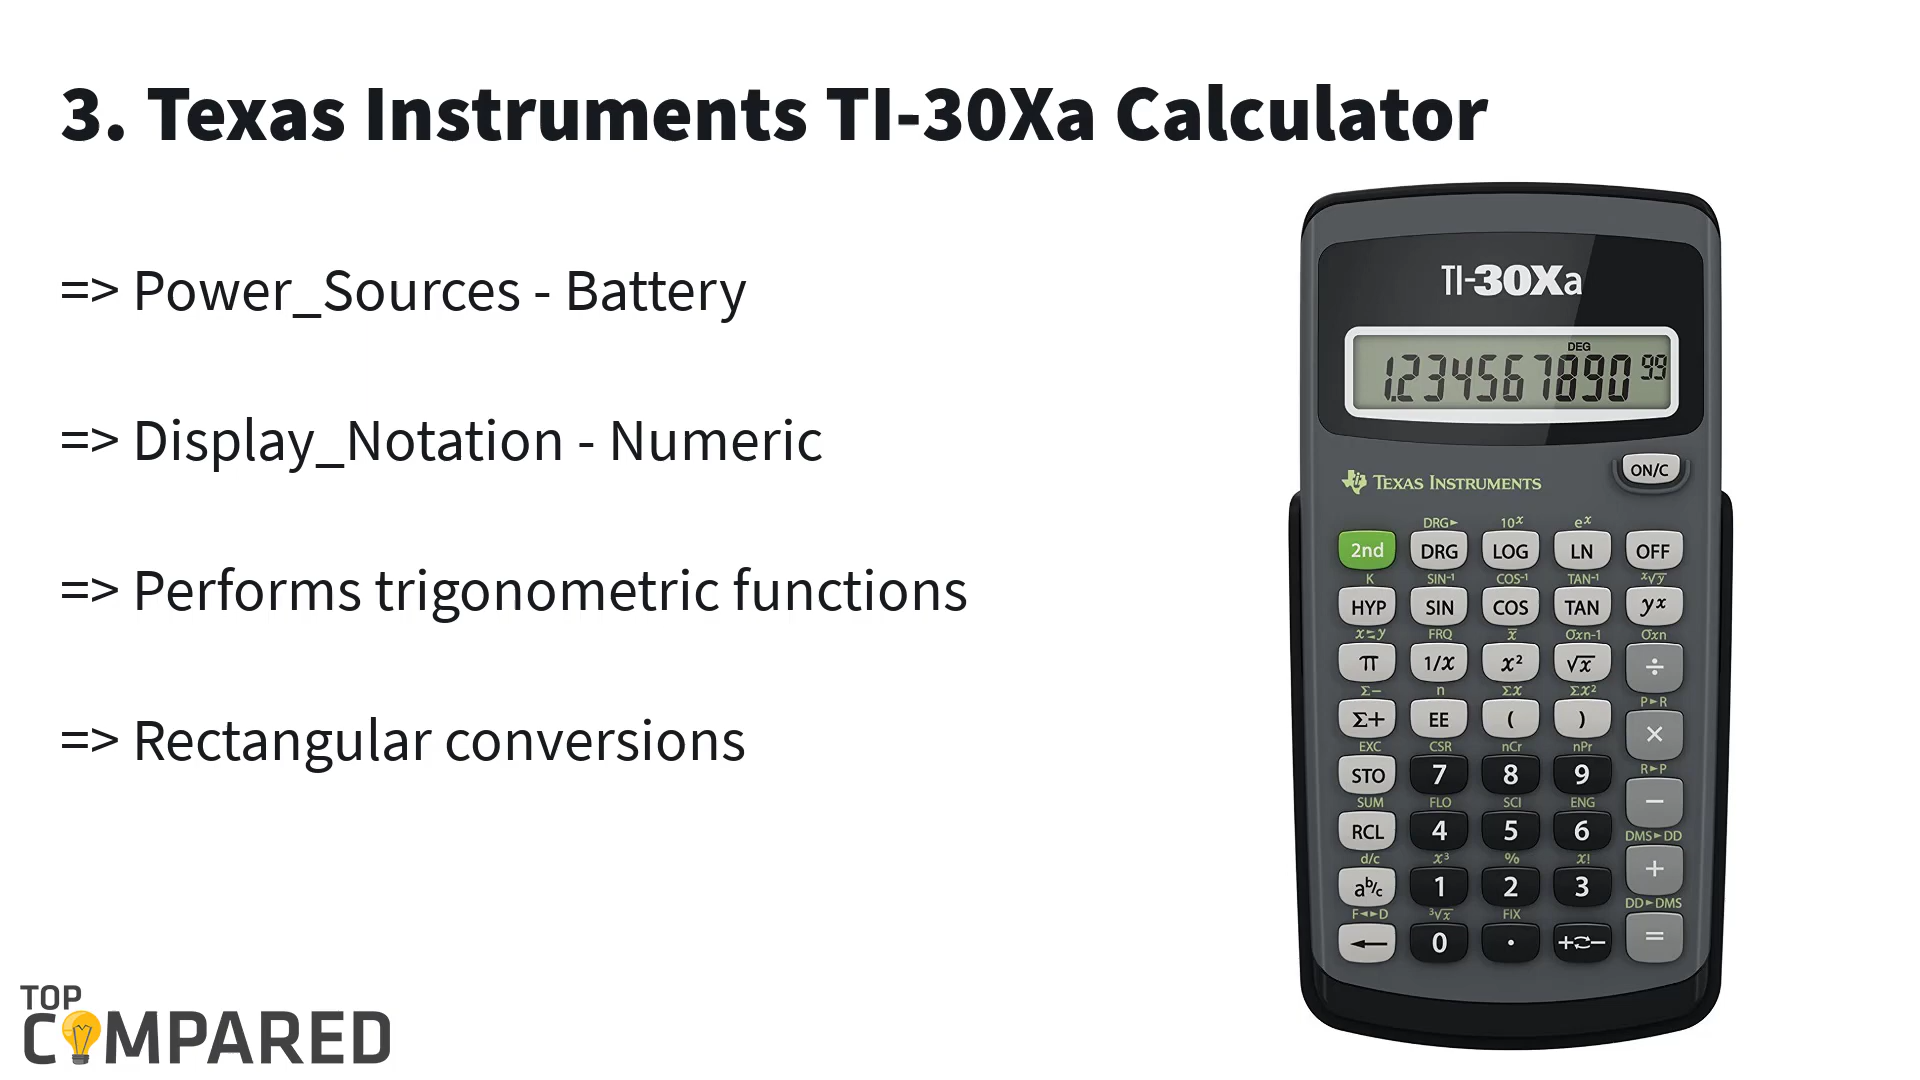 3. Texas Instruments TI-30Xa Calculator
=> Power_Sources - Battery
=> Display_Notation - Numeric
=> Performs trigonometric functions
=> Rectangular conversions
TOP
COMPARED
TI-30Xa
DEG
1.234567890 99
TEXAS INSTRUMENTS
ON/C
DRG► 10ˣ eˣ
2nd DRG LOG LN OFF
K SIN⁻¹ COS⁻¹ TAN⁻¹ ˣ√y
HYP SIN COS TAN yˣ
x⇆y FRQ x̅ σxn-1 σxn
π 1/x x² √x ÷
Σ− n Σx Σx² P►R
Σ+ EE ( ) ×
EXC CSR nCr nPr R►P
STO 7 8 9 −
SUM FLO SCI ENG DMS►DD
RCL 4 5 6 +
d/c x³ % x! DD►DMS
aᵇ/c 1 2 3 =
F◄►D ³√x FIX
← 0 . +⇄−